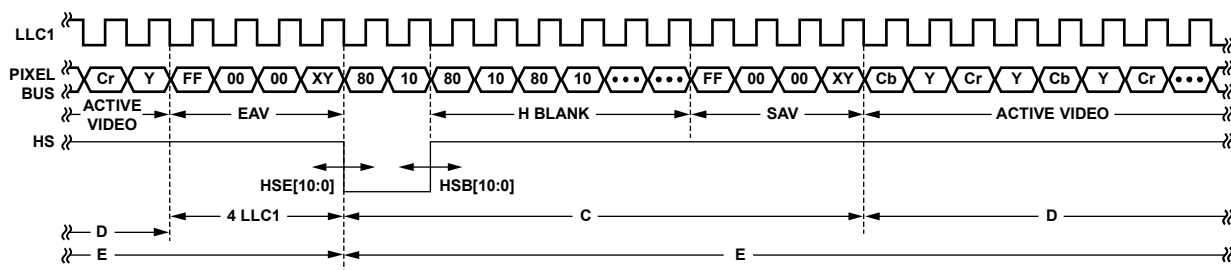 LLC1
PIXEL BUS Cr Y FF 00 00 XY 80 10 80 10 80 10 ••• ••• FF 00 00 XY Cb Y Cr Y Cb Y Cr •••
ACTIVE VIDEO EAV H BLANK SAV ACTIVE VIDEO
HS
HSE[10:0] HSB[10:0]
4 LLC1 C D
D
E E